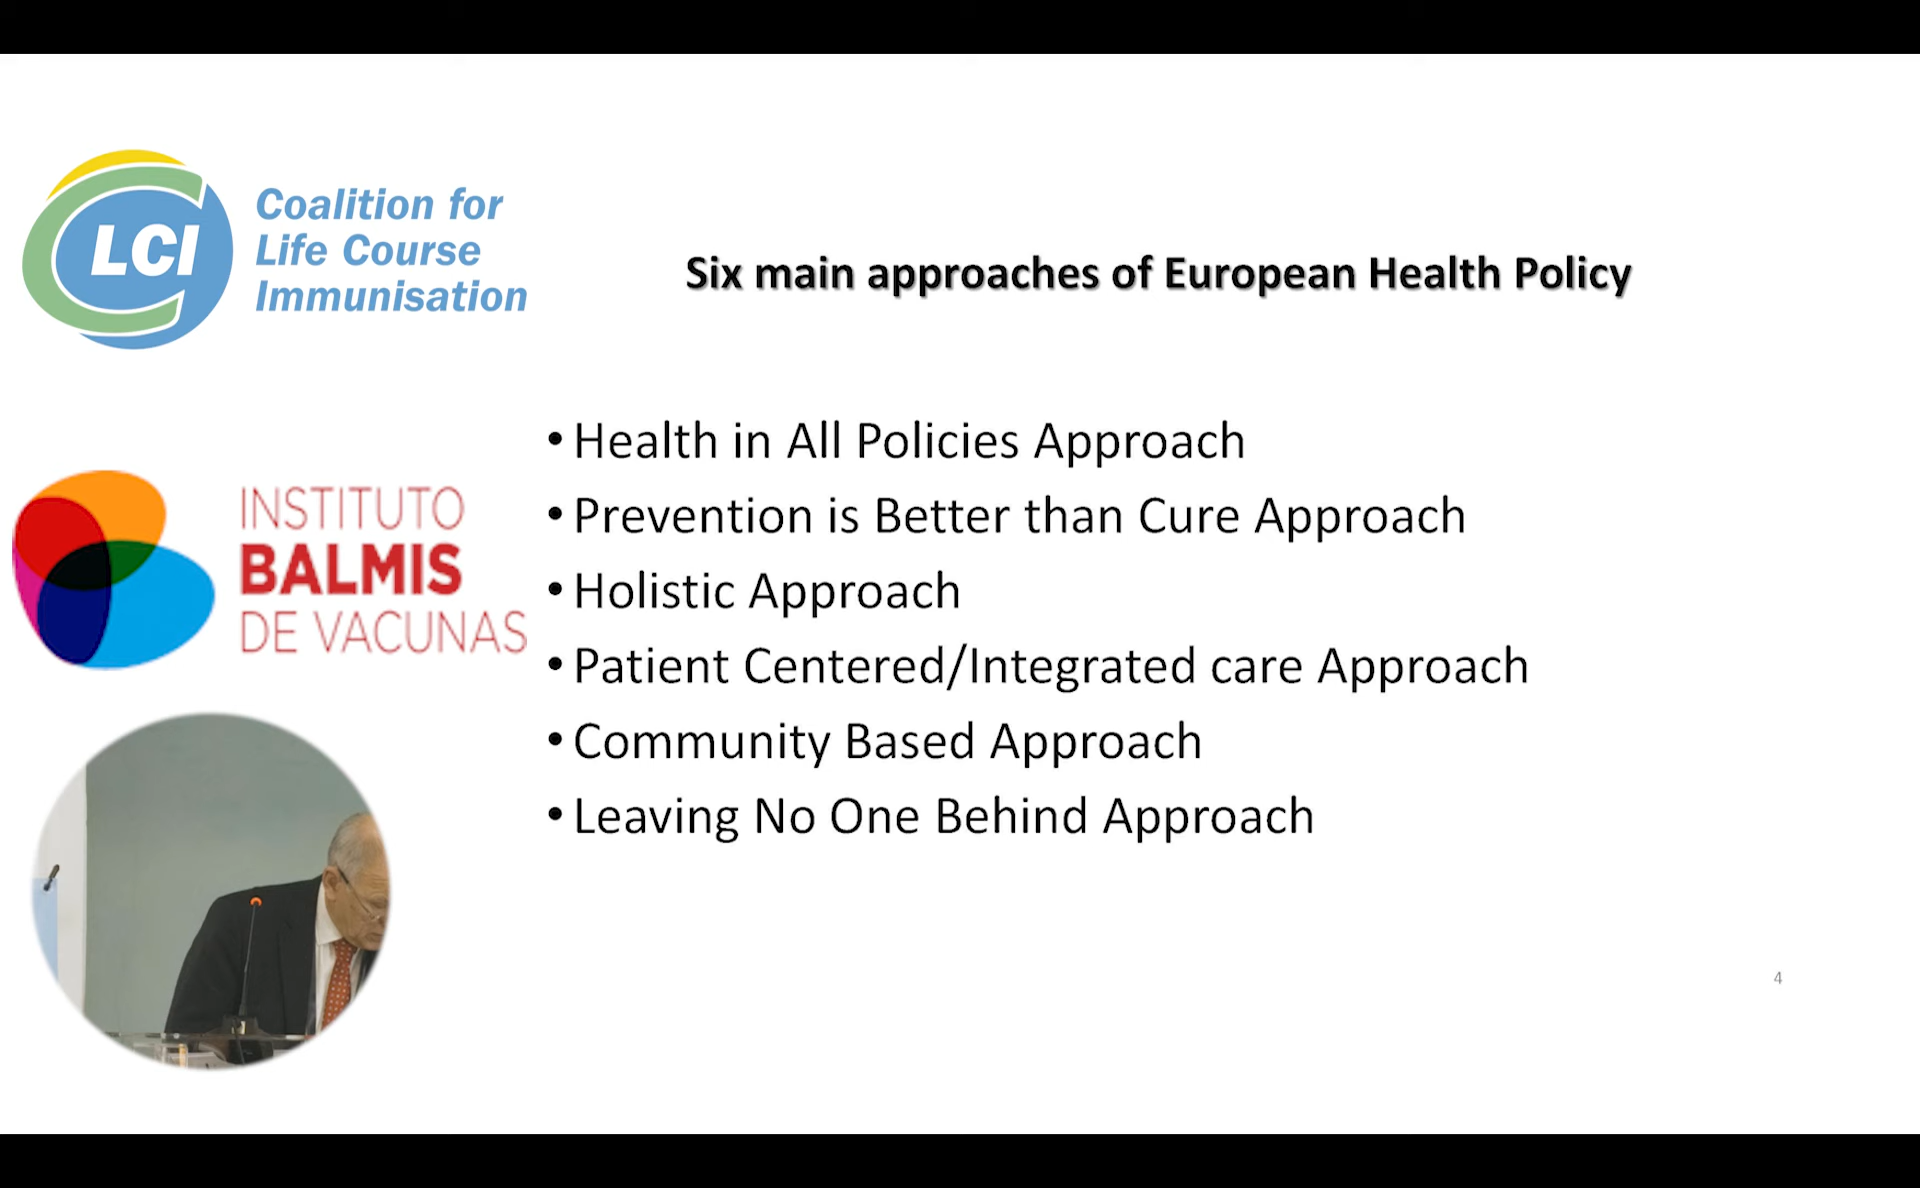 LCI
Coalition for
Life Course
Immunisation
Six main approaches of European Health Policy
INSTITUTO
BALMIS
DE VACUNAS
• Health in All Policies Approach
• Prevention is Better than Cure Approach
• Holistic Approach
• Patient Centered/Integrated care Approach
• Community Based Approach
• Leaving No One Behind Approach
4